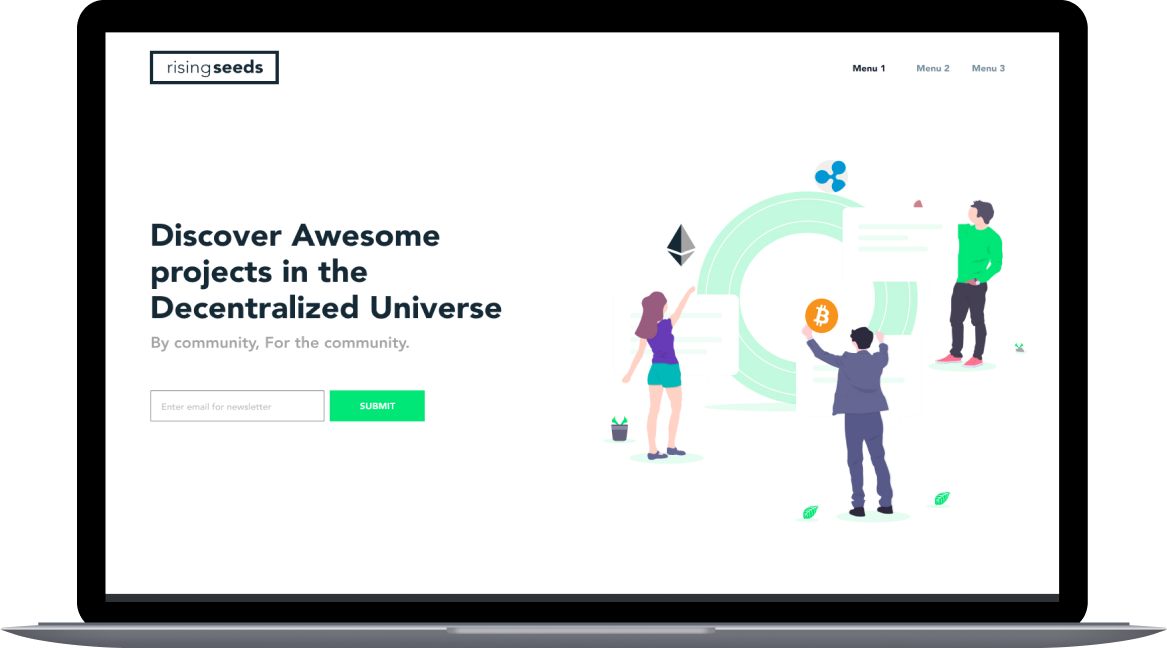 risingseeds
Menu 1 Menu 2 Menu 3
Discover Awesome
projects in the
Decentralized Universe
By community, For the community.
Enter email for newsletter
SUBMIT